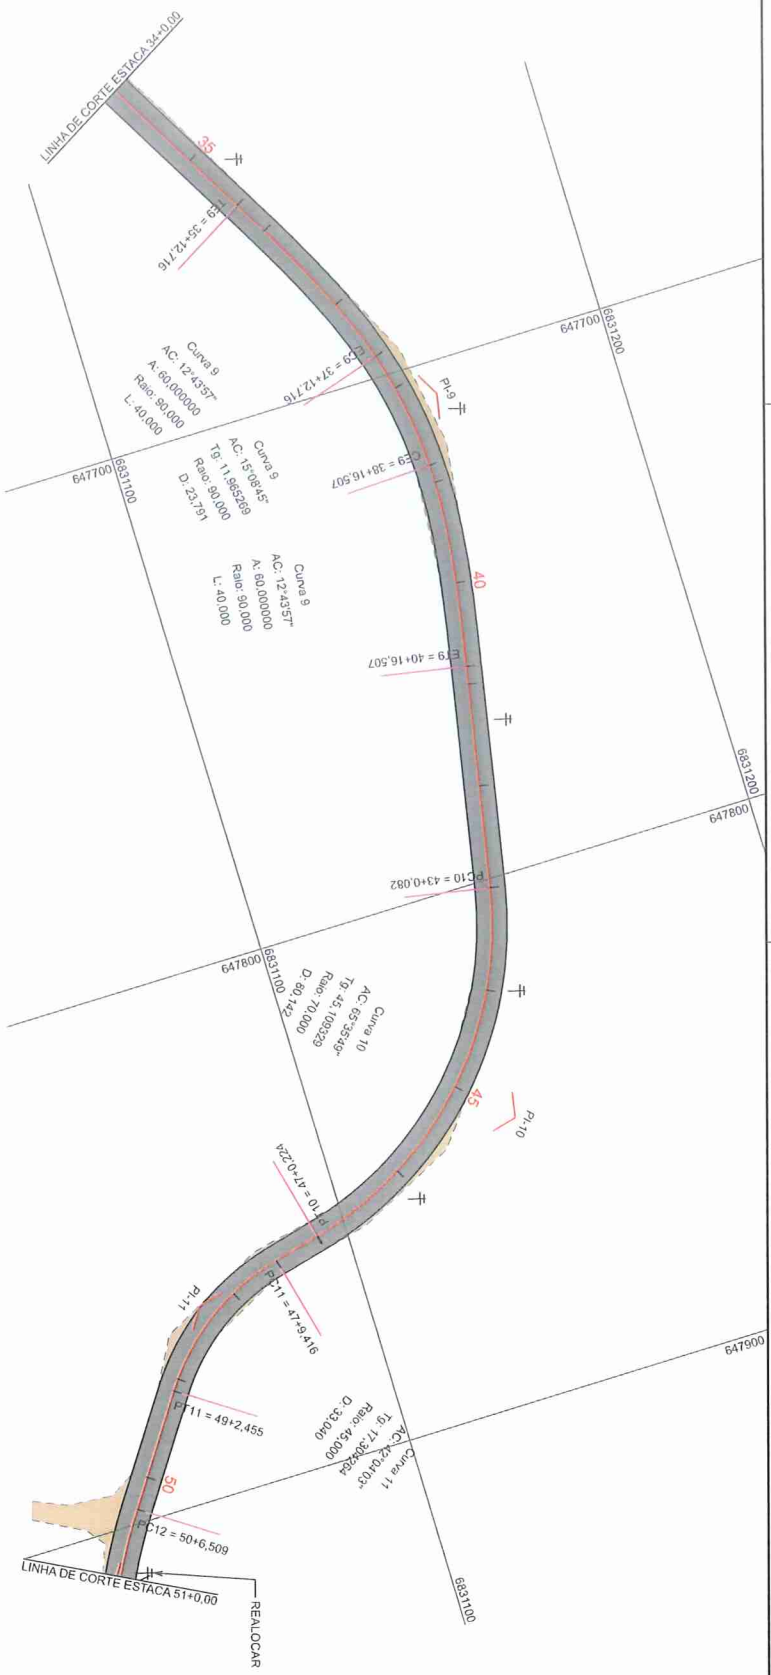 LINHA DE CORTE ESTACA 34+0,00
35
TE9 = 35+12,716
EC9 = 37+12,716
PI-9
CE9 = 38+16,507
647700
6831200
Curva 9
AC: 12°43'57"
A: 60,000000
Raio: 90,000
L: 40,000
647700
6831100
Curva 9
AC: 15°08'45"
Tg: 11,965269
Raio: 90,000
D: 23,791
Curva 9
AC: 12°43'57"
A: 60,000000
Raio: 90,000
L: 40,000
40
ET9 = 40+16,507
6831200
647800
PC10 = 43+0,082
647800
6831100
Curva 10
AC: 65°35'49"
Tg: 45,109329
Raio: 70,000
D: 80,142
45
PI-10
PT10 = 47+0,224
PC11 = 47+9,416
PI-11
PT11 = 49+2,455
647900
Curva 11
AC: 42°04'03"
Tg: 17,304264
Raio: 45,000
D: 33,040
50
PC12 = 50+6,509
LINHA DE CORTE ESTACA 51+0,00
REALOCAR
6831100